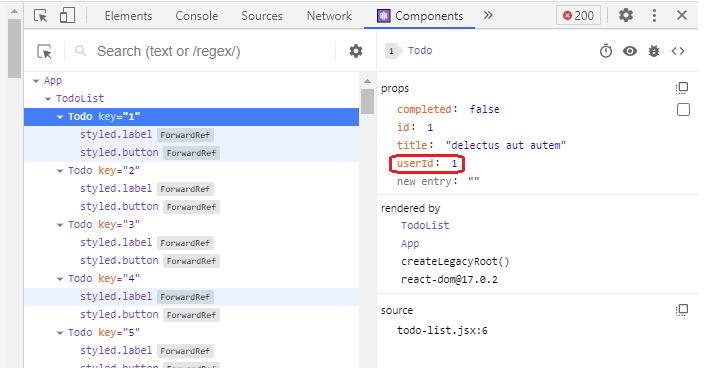 Elements Console Sources Network Components » 200
Search (text or /regex/)
1 Todo
App
TodoList
Todo key="1"
styled.label ForwardRef
styled.button ForwardRef
Todo key="2"
styled.label ForwardRef
styled.button ForwardRef
Todo key="3"
styled.label ForwardRef
styled.button ForwardRef
Todo key="4"
styled.label ForwardRef
styled.button ForwardRef
Todo key="5"
styled.label ForwardRef
styled.button ForwardRef
props
completed: false
id: 1
title: "delectus aut autem"
userId: 1
new entry: ""
rendered by
TodoList
App
createLegacyRoot()
react-dom@17.0.2
source
todo-list.jsx:6